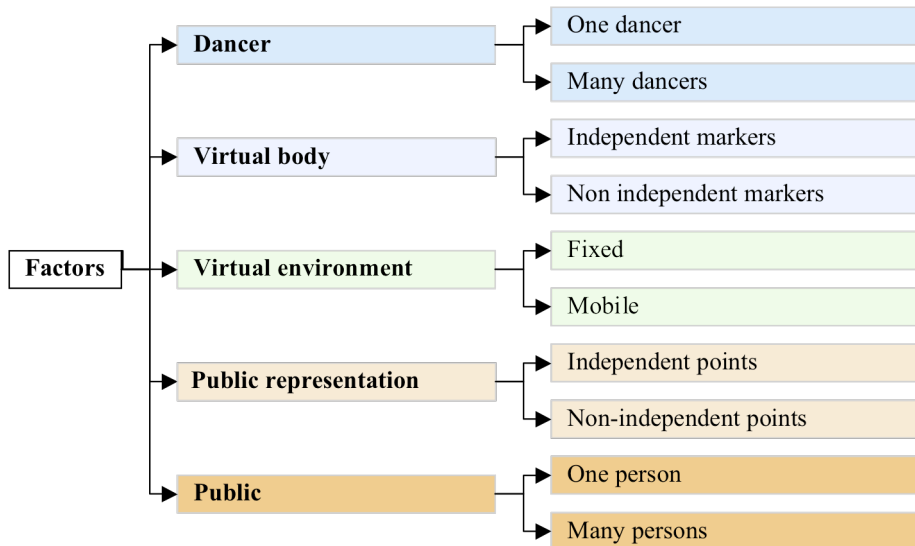 Factors
Dancer
One dancer
Many dancers
Virtual body
Independent markers
Non independent markers
Virtual environment
Fixed
Mobile
Public representation
Independent points
Non-independent points
Public
One person
Many persons